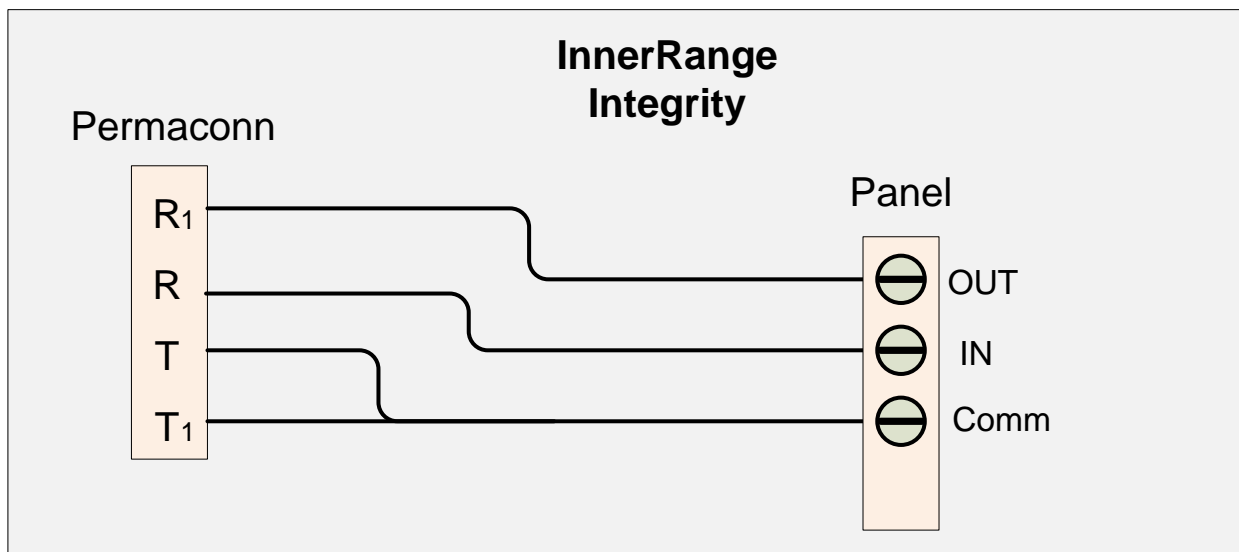 InnerRange
Integrity
Permaconn
R1
R
T
T1
Panel
OUT
IN
Comm